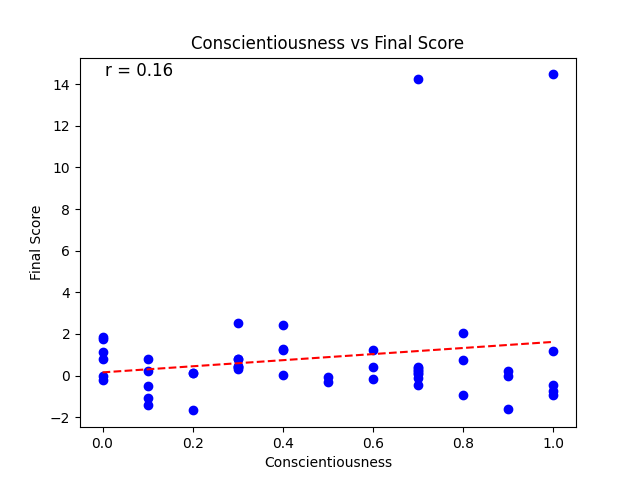 Conscientiousness vs Final Score
r = 0.16
14
12
10
8
6
4
2
0
−2
Final Score
0.0 0.2 0.4 0.6 0.8 1.0
Conscientiousness